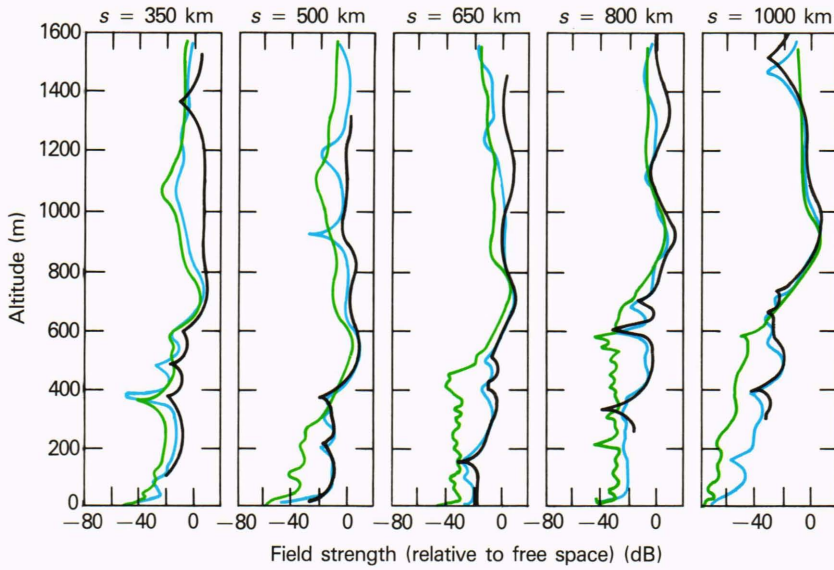 s = 350 km s = 500 km s = 650 km s = 800 km s = 1000 km
1600
1400
1200
1000
800
600
400
200
0
−80 −40 0 −80 −40 0 −80 −40 0 −80 −40 0 −80 −40 0
Altitude (m)
Field strength (relative to free space) (dB)